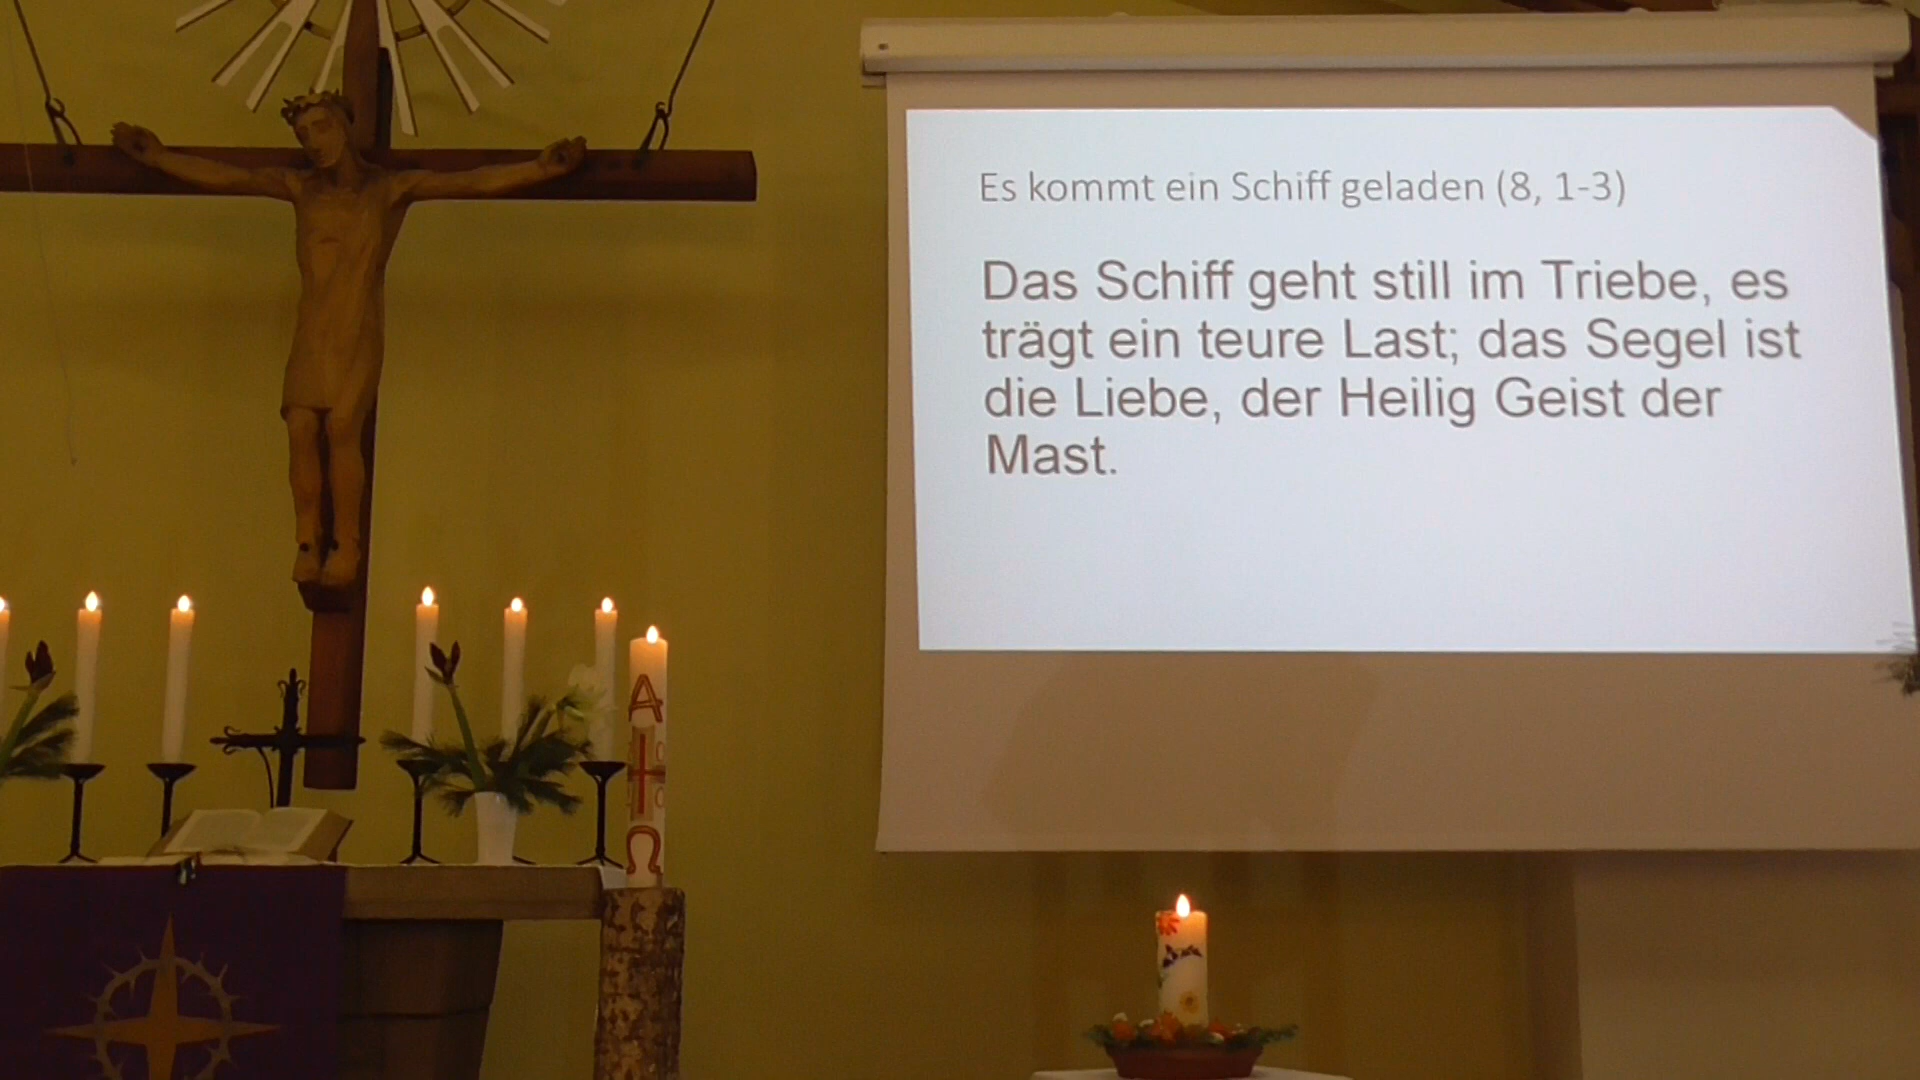 Es kommt ein Schiff geladen (8, 1-3)
Das Schiff geht still im Triebe, es
trägt ein teure Last; das Segel ist
die Liebe, der Heilig Geist der
Mast.
Α
Ω